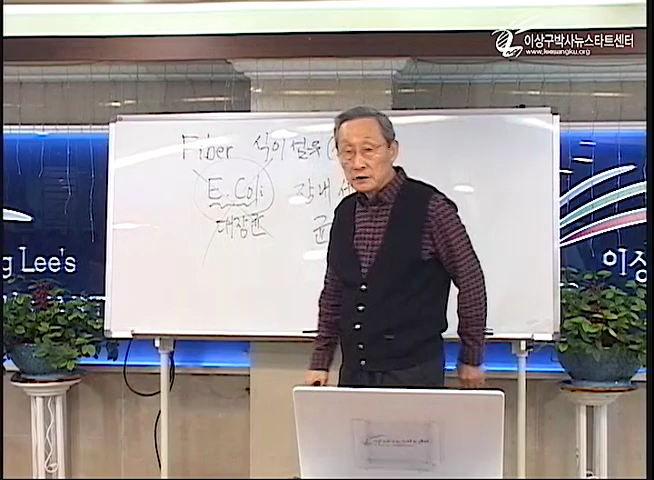 이상구박사뉴스타트센터
www.leesangku.org
Fiber 식이섬유(
E. Coli 장내세
대장균 균
g Lee's
이상